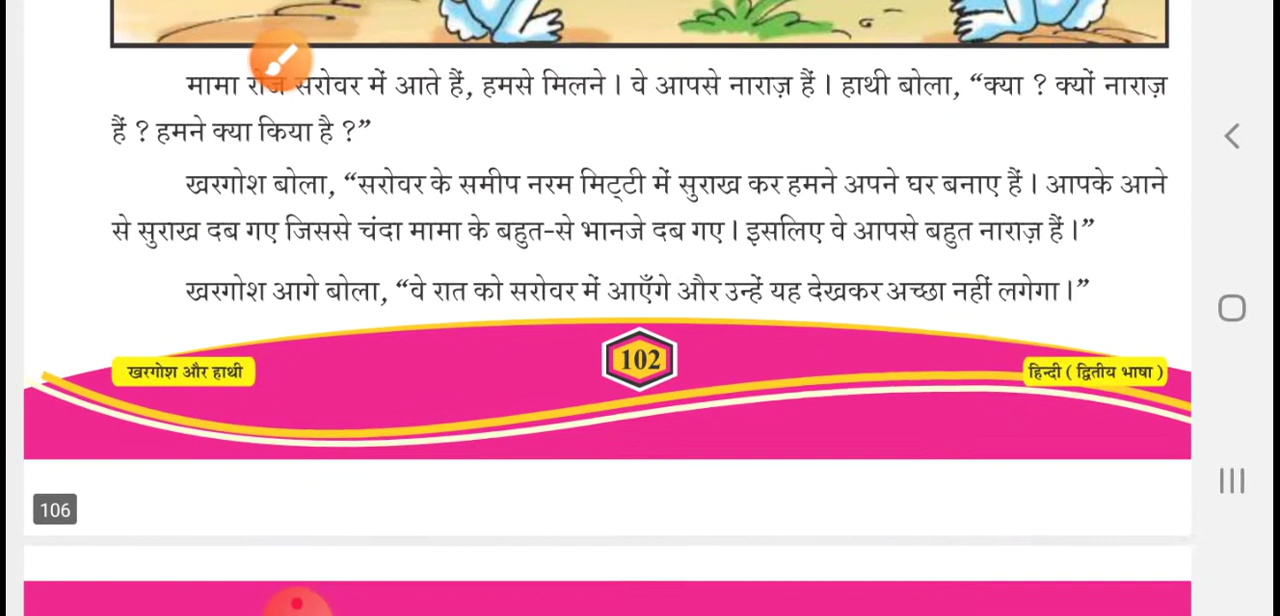 मामा रोज सरोवर में आते हैं, हमसे मिलने। वे आपसे नाराज़ हैं। हाथी बोला, “क्या ? क्यों नाराज़
हैं ? हमने क्या किया है ?”
खरगोश बोला, “सरोवर के समीप नरम मिट्टी में सुराख कर हमने अपने घर बनाए हैं। आपके आने
से सुराख दब गए जिससे चंदा मामा के बहुत-से भानजे दब गए। इसलिए वे आपसे बहुत नाराज़ हैं।”
खरगोश आगे बोला, “वे रात को सरोवर में आएँगे और उन्हें यह देखकर अच्छा नहीं लगेगा।”
खरगोश और हाथी
102
हिन्दी ( द्वितीय भाषा )
106